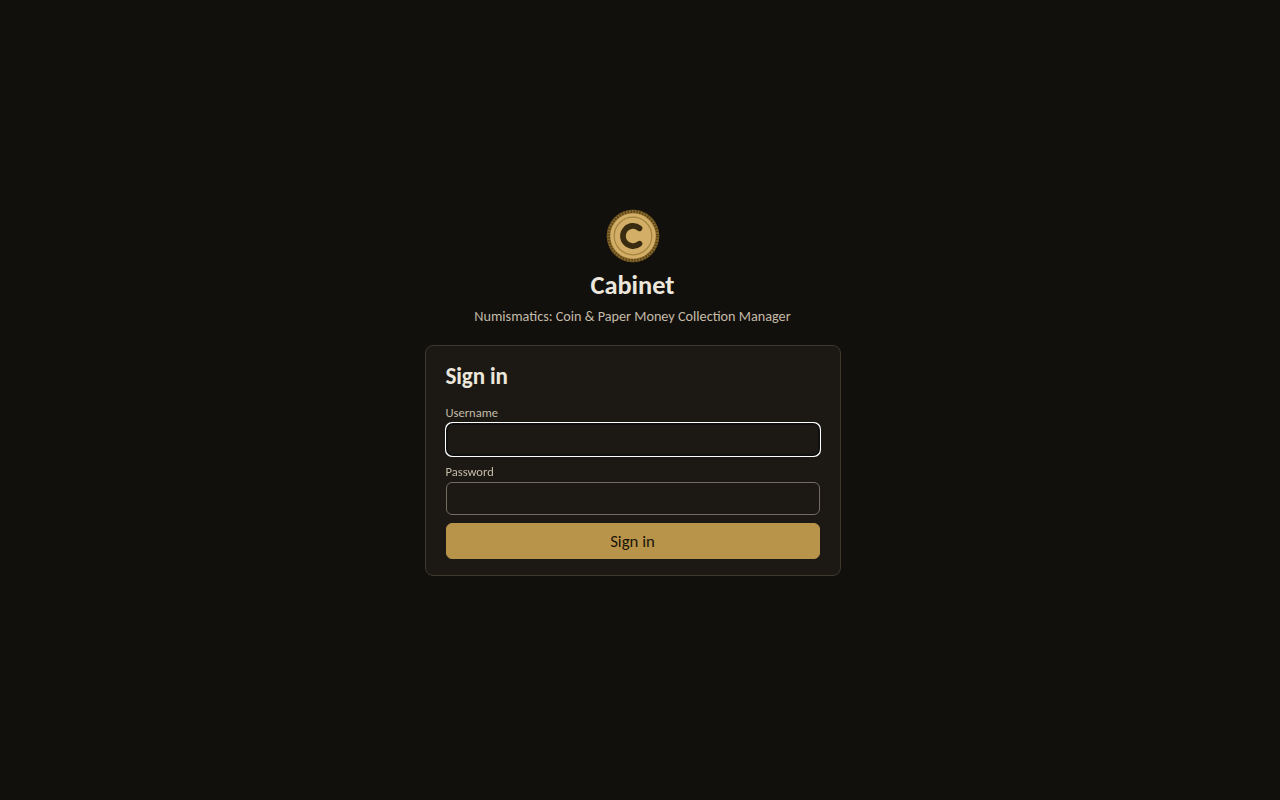 C
Cabinet
Numismatics: Coin & Paper Money Collection Manager
Sign in
Username
Password
Sign in